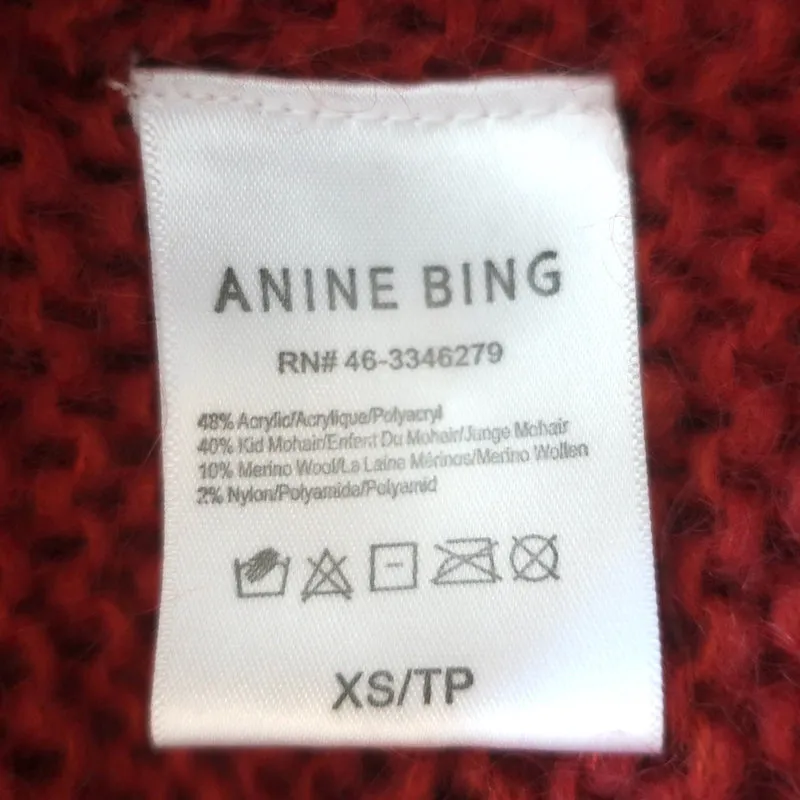 ANINE BING
RN# 46-3346279
48% Acrylic/Acrylique/Polyacryl
40% Kid Mohair/Enfent Du Mohair/Junge Mohair
10% Merino Wool/La Laine Mérinos/Merino Wollen
2% Nylon/Polyamida/Polyamid
XS/TP